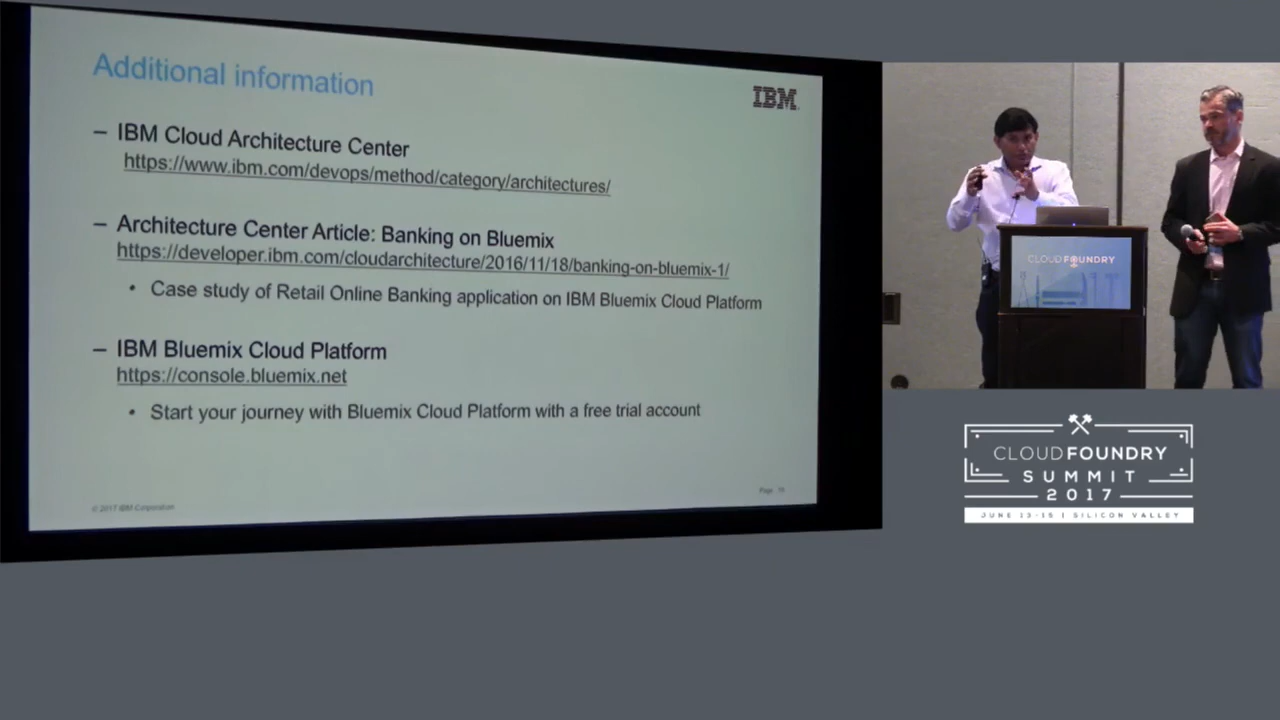 Additional information
IBM.
– IBM Cloud Architecture Center
https://www.ibm.com/devops/method/category/architectures/
– Architecture Center Article: Banking on Bluemix
https://developer.ibm.com/cloudarchitecture/2016/11/18/banking-on-bluemix-1/
• Case study of Retail Online Banking application on IBM Bluemix Cloud Platform
– IBM Bluemix Cloud Platform
https://console.bluemix.net
• Start your journey with Bluemix Cloud Platform with a free trial account
© 2017 IBM Corporation
Page
CLOUD FOUNDRY
CLOUD FOUNDRY
SUMMIT
2017
JUNE 13-15 | SILICON VALLEY